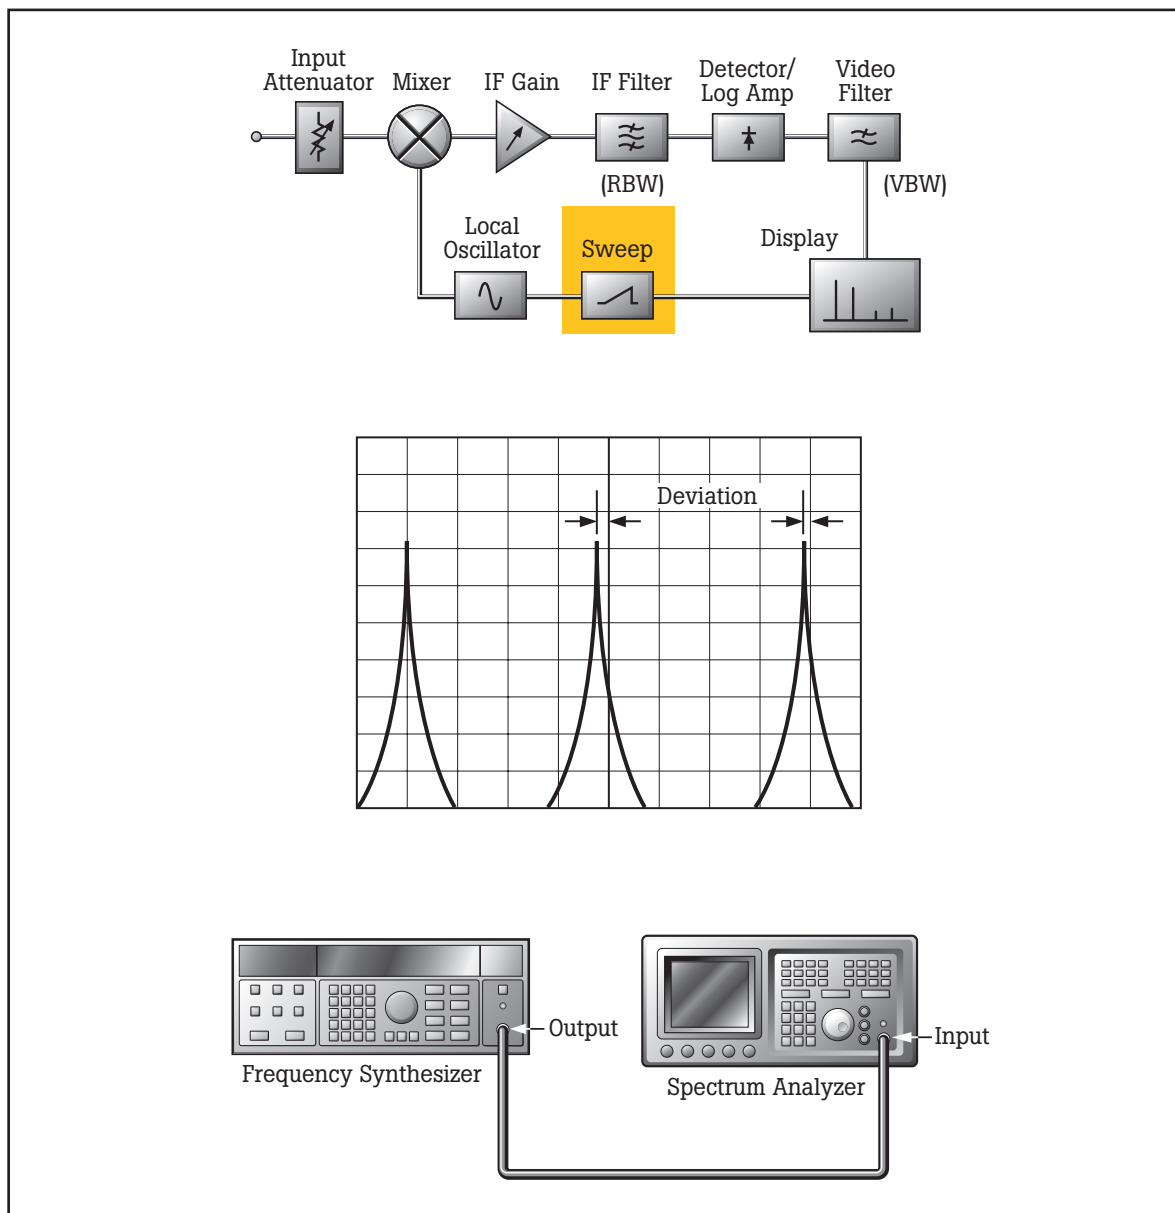 Input
Attenuator
Mixer
IF Gain
IF Filter
Detector/
Log Amp
Video
Filter
(RBW)
(VBW)
Local
Oscillator
Sweep
Display
Deviation
Output
Input
Frequency Synthesizer
Spectrum Analyzer